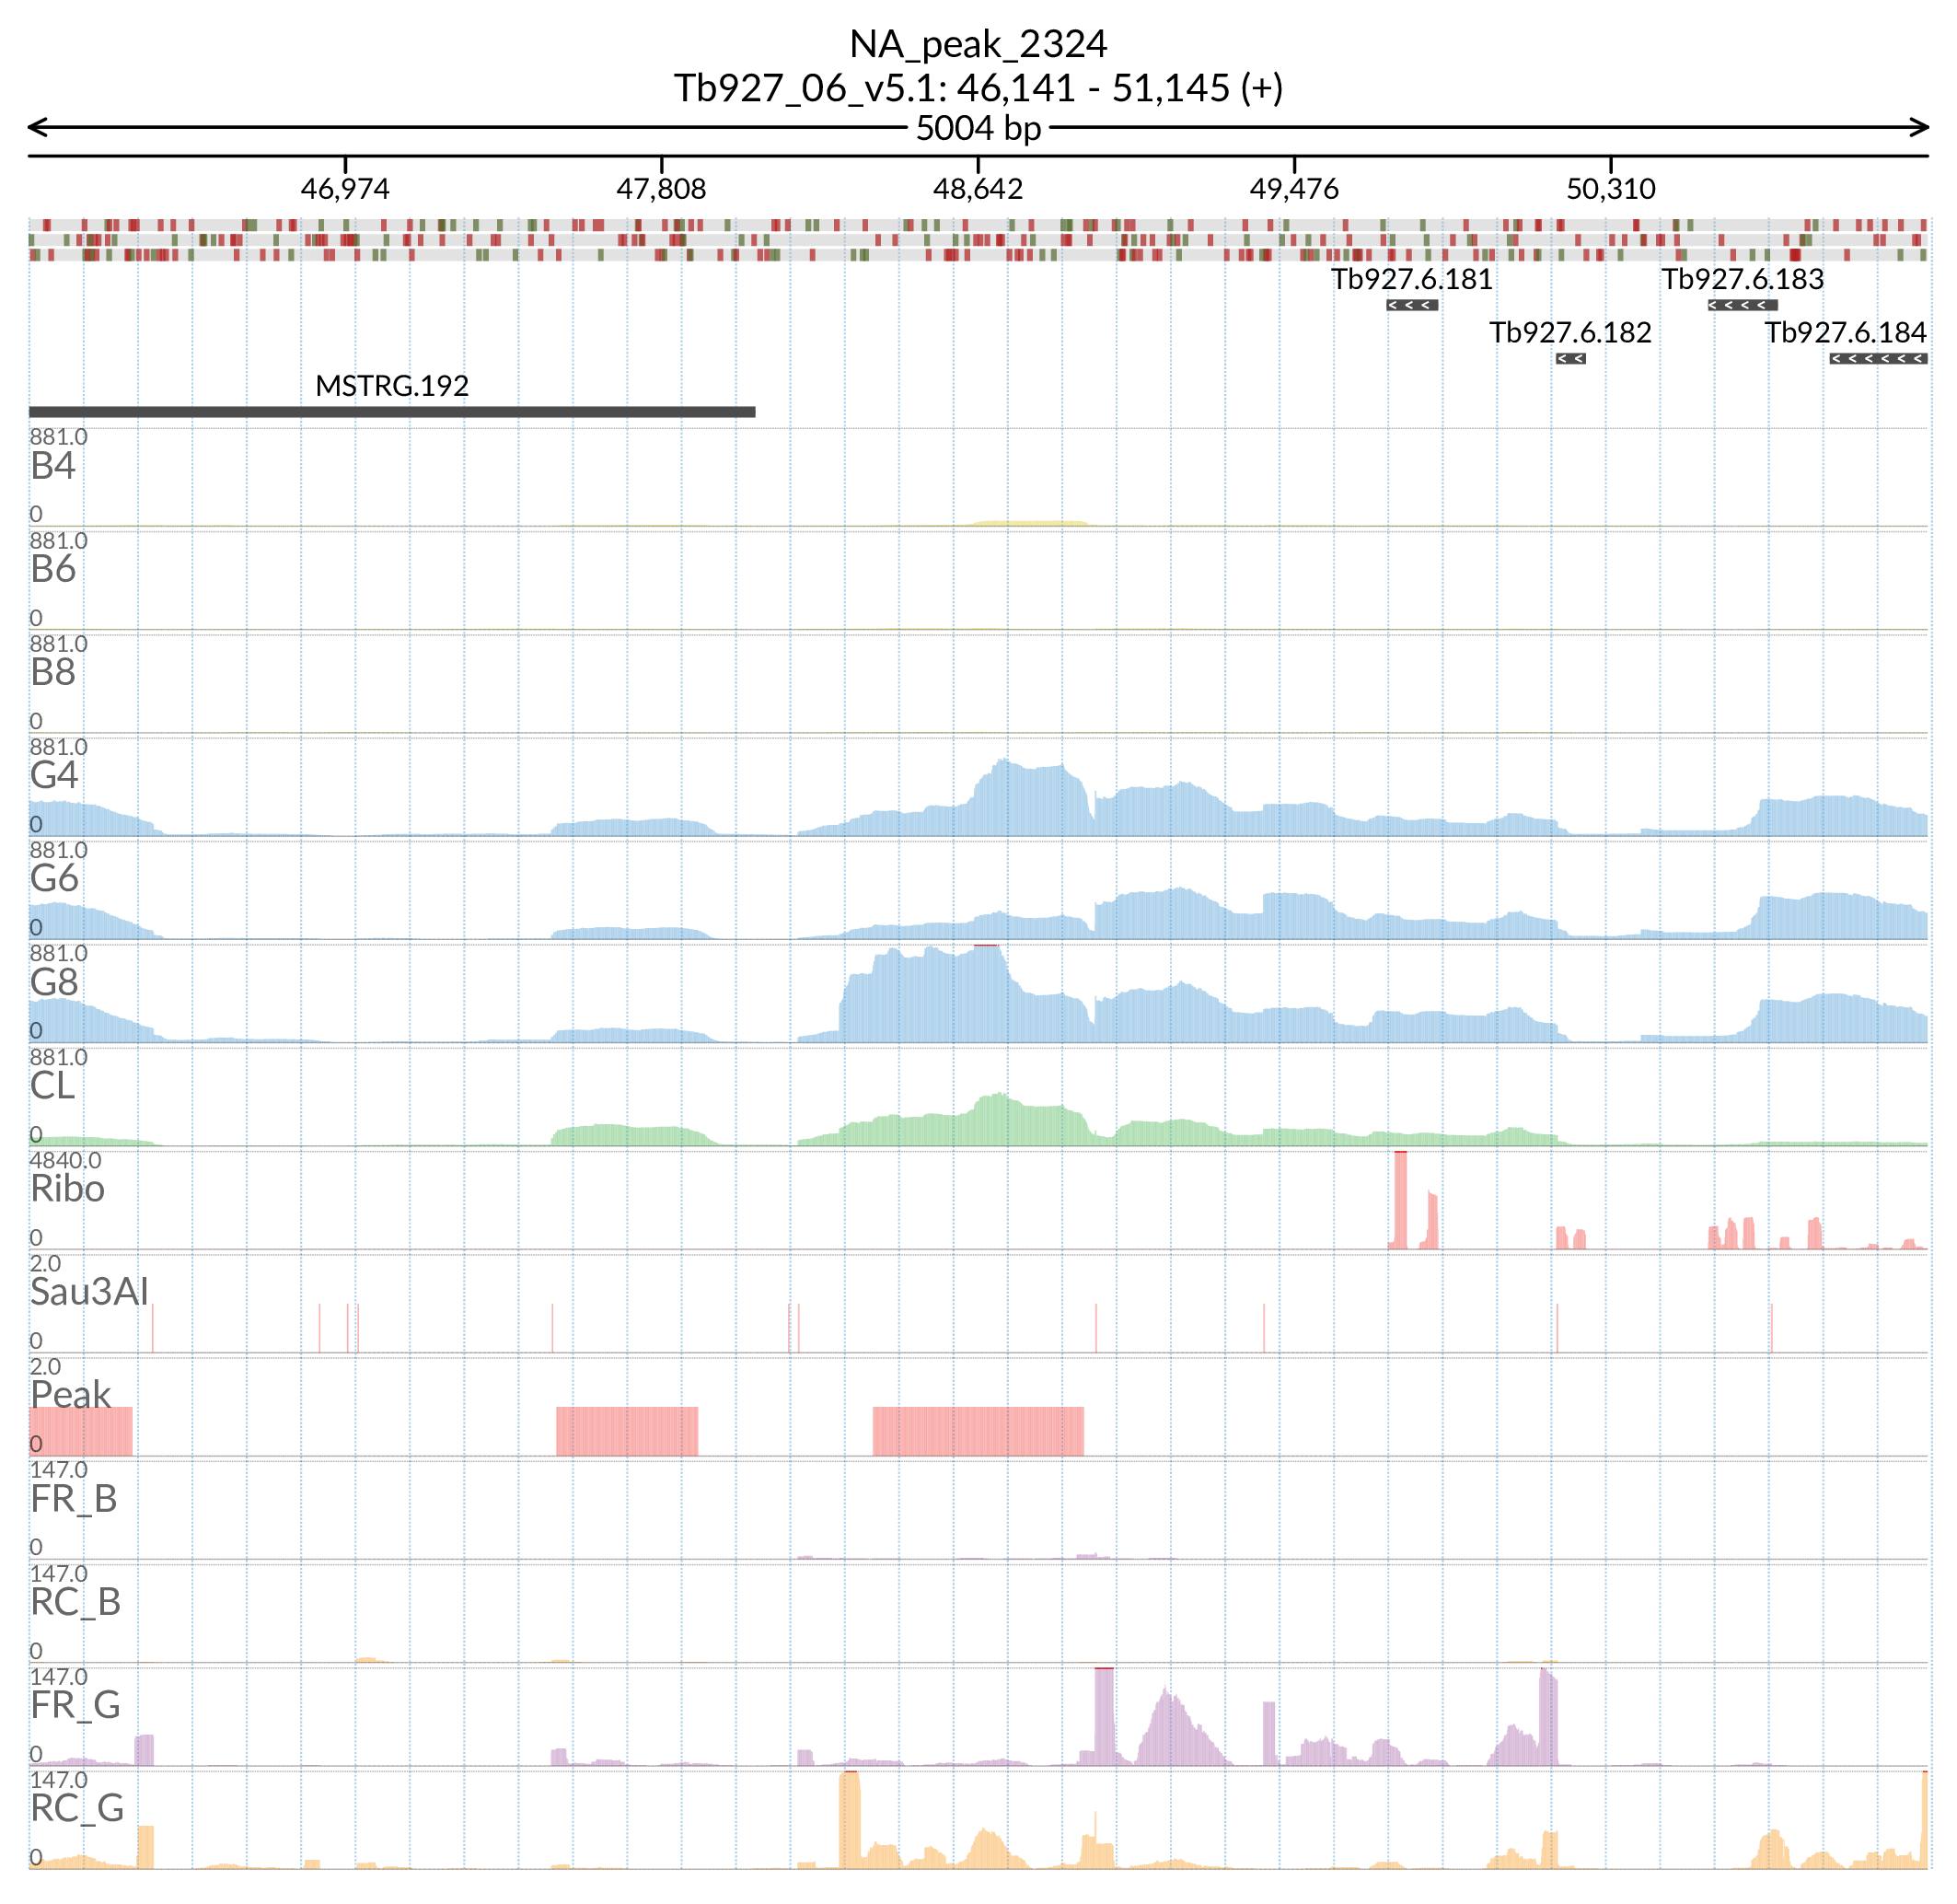 NA_peak_2324
Tb927_06_v5.1: 46,141 - 51,145 (+)
5004 bp
46,974 47,808 48,642 49,476 50,310
Tb927.6.181 Tb927.6.183
Tb927.6.182 Tb927.6.184
MSTRG.192
881.0
B4
0
881.0
B6
0
881.0
B8
0
881.0
G4
0
881.0
G6
0
881.0
G8
0
881.0
CL
0
4840.0
Ribo
0
2.0
Sau3AI
0
2.0
Peak
0
147.0
FR_B
0
147.0
RC_B
0
147.0
FR_G
0
147.0
RC_G
0